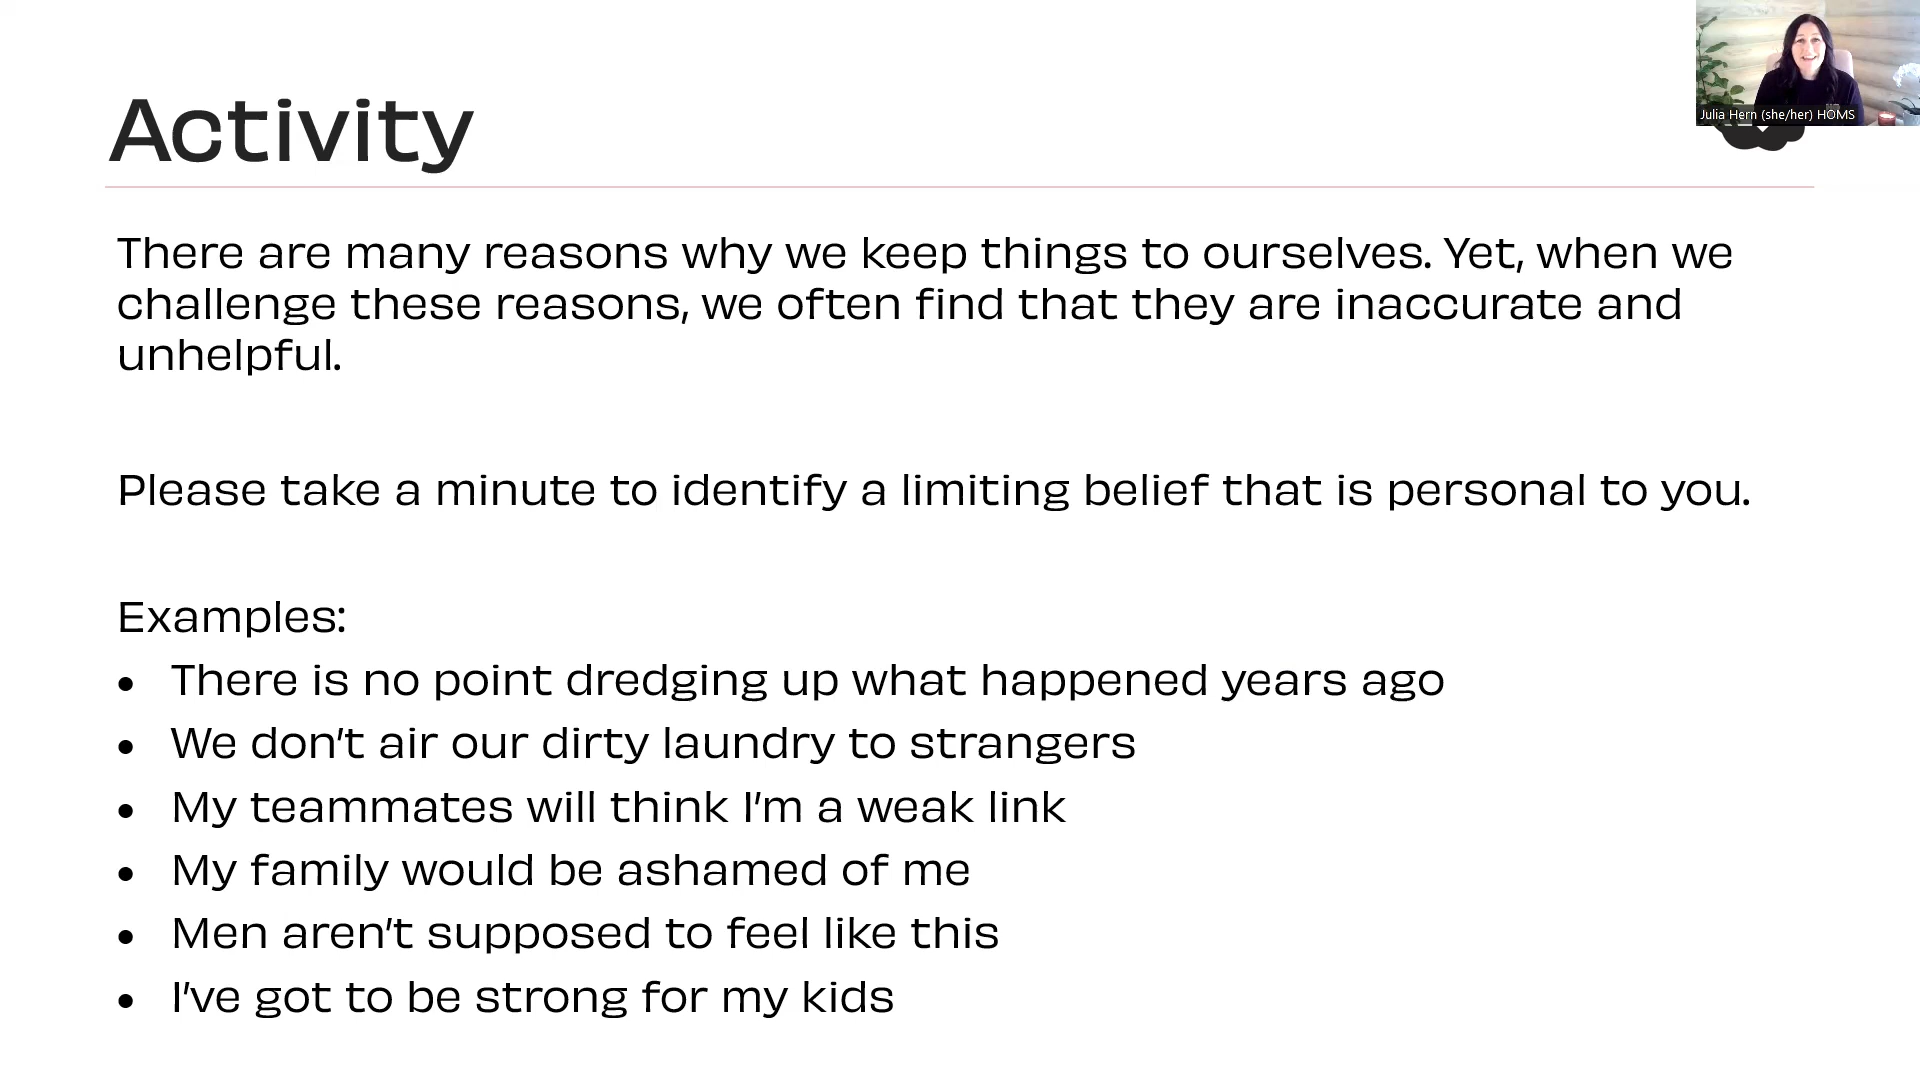 Activity
Julia Hern (she/her) HOMS
There are many reasons why we keep things to ourselves. Yet, when we
challenge these reasons, we often find that they are inaccurate and
unhelpful.
Please take a minute to identify a limiting belief that is personal to you.
Examples:
• There is no point dredging up what happened years ago
• We don’t air our dirty laundry to strangers
• My teammates will think I’m a weak link
• My family would be ashamed of me
• Men aren’t supposed to feel like this
• I’ve got to be strong for my kids